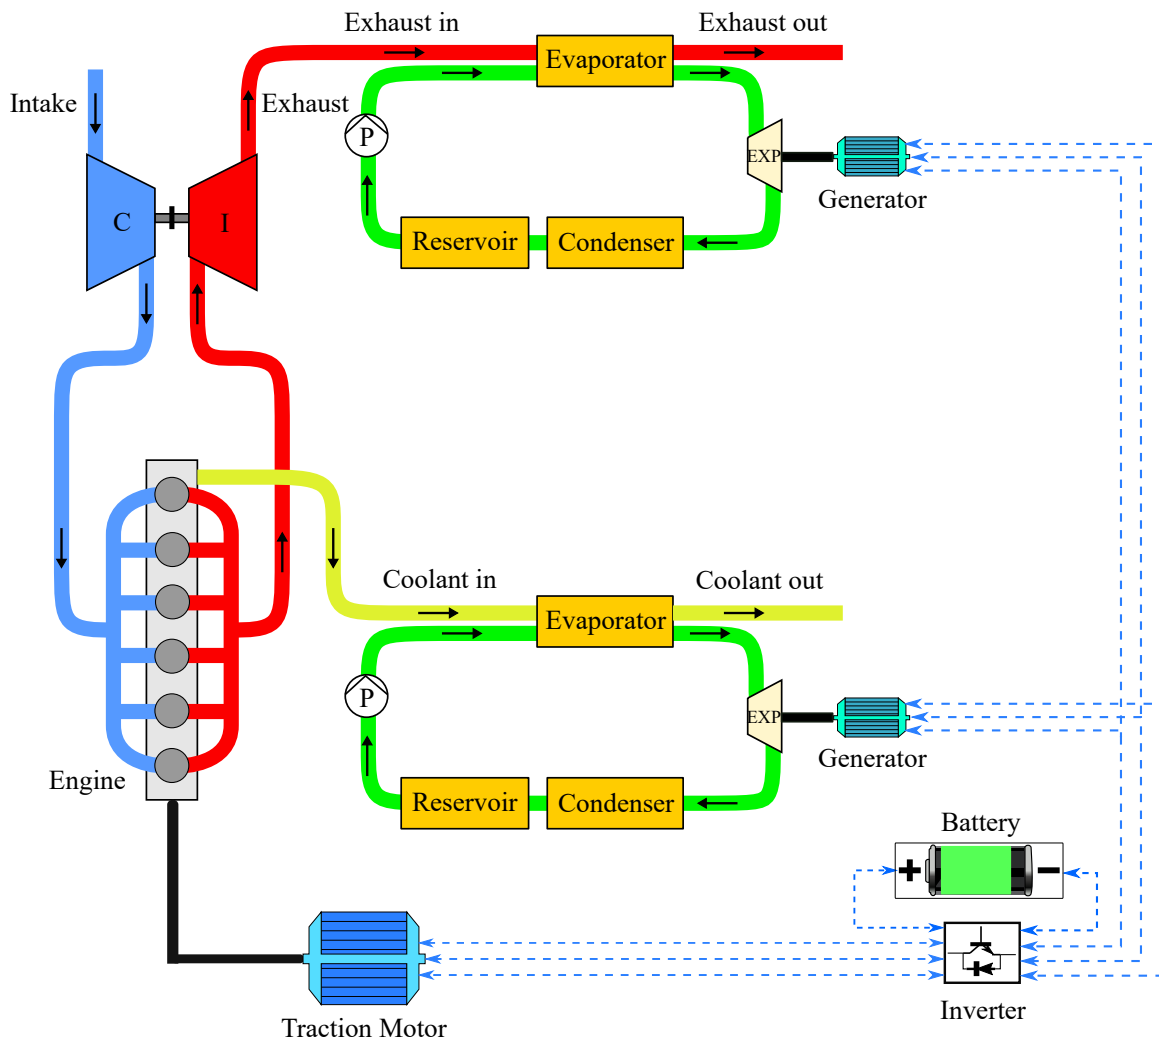 Exhaust in
Exhaust out
Evaporator
Intake
Exhaust
P
EXP
Generator
C
I
Reservoir
Condenser
Coolant in
Coolant out
Evaporator
P
EXP
Generator
Engine
Reservoir
Condenser
Battery
+
−
Inverter
Traction Motor